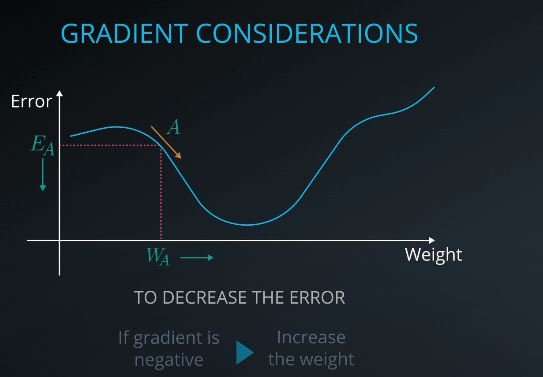 GRADIENT CONSIDERATIONS
Error
A
E_A
W_A
Weight
TO DECREASE THE ERROR
If gradient is
negative
Increase
the weight